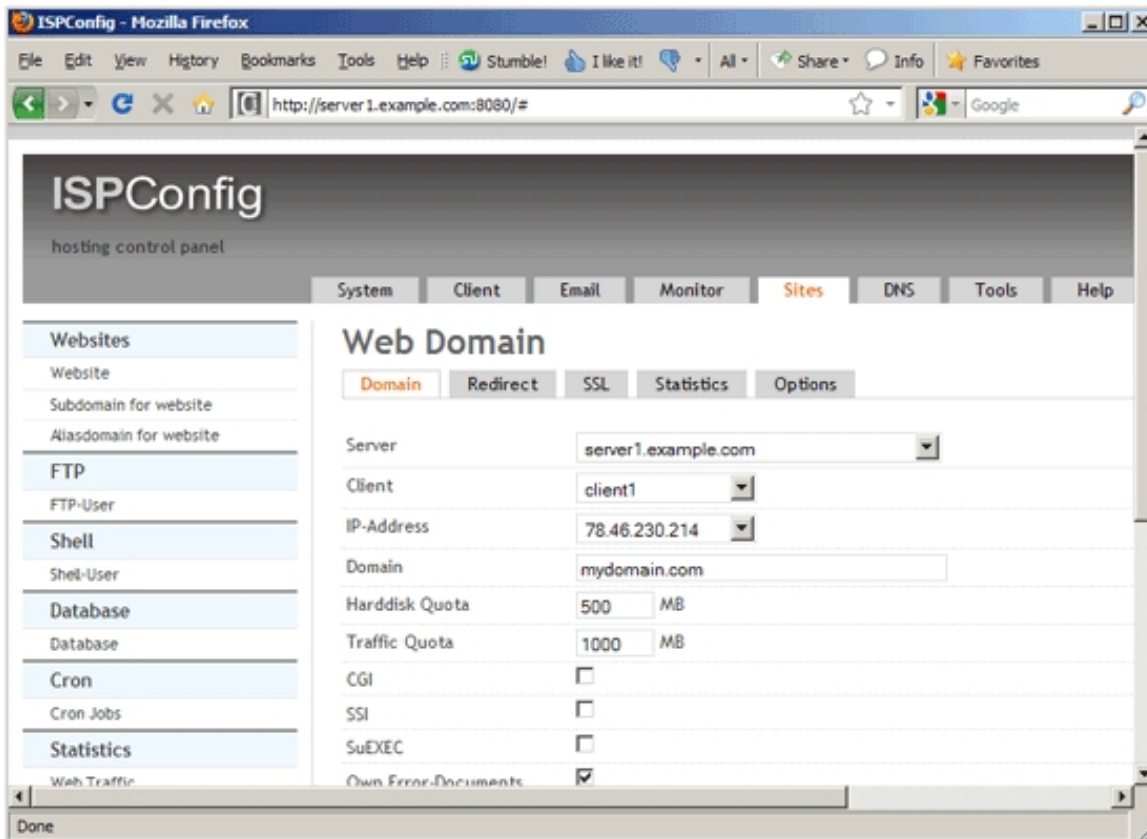 ISPConfig - Mozilla Firefox
File Edit View History Bookmarks Tools Help Stumble! I like it! All Share Info Favorites
http://server1.example.com:8080/# Google
ISPConfig
hosting control panel
System Client Email Monitor Sites DNS Tools Help
Websites
Website
Subdomain for website
Aliasdomain for website
FTP
FTP-User
Shell
Shell-User
Database
Database
Cron
Cron Jobs
Statistics
Web Traffic
Web Domain
Domain Redirect SSL Statistics Options
Server server1.example.com
Client client1
IP-Address 78.46.230.214
Domain mydomain.com
Harddisk Quota 500 MB
Traffic Quota 1000 MB
CGI
SSI
SuEXEC
Own Error-Documents
Done